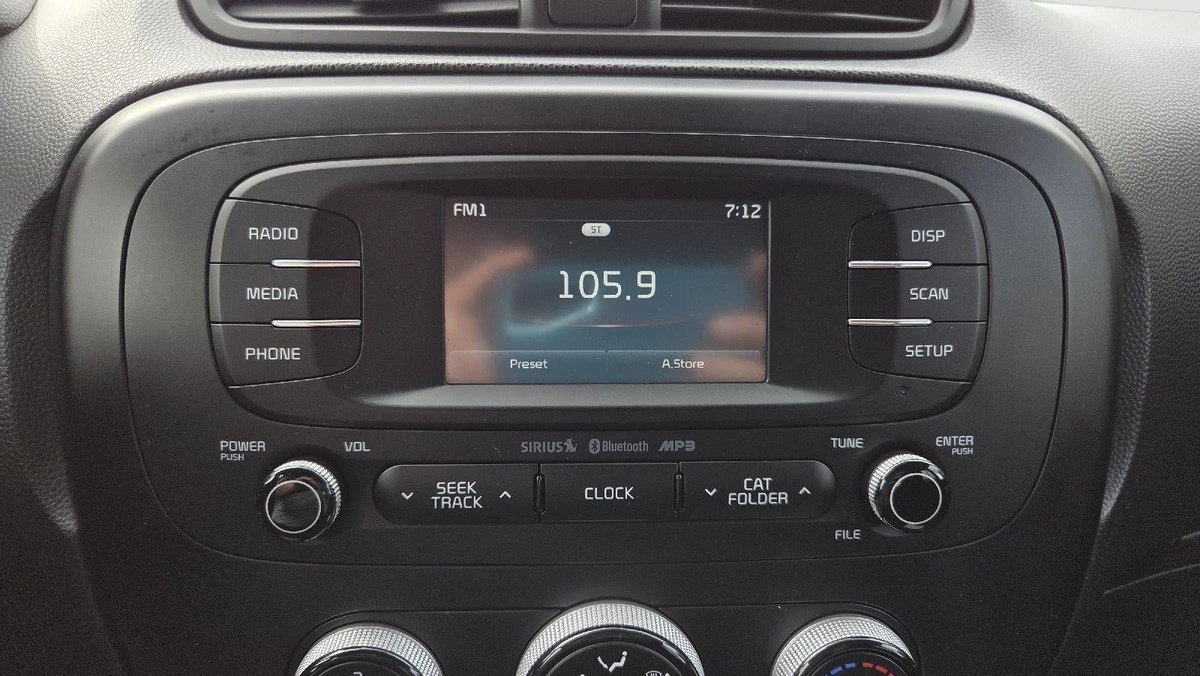 FM1
7:12
ST
105.9
Preset
A.Store
RADIO
MEDIA
PHONE
DISP
SCAN
SETUP
POWER
PUSH
VOL
SIRIUS Bluetooth MP3
TUNE
ENTER
PUSH
SEEK
TRACK
CLOCK
CAT
FOLDER
FILE